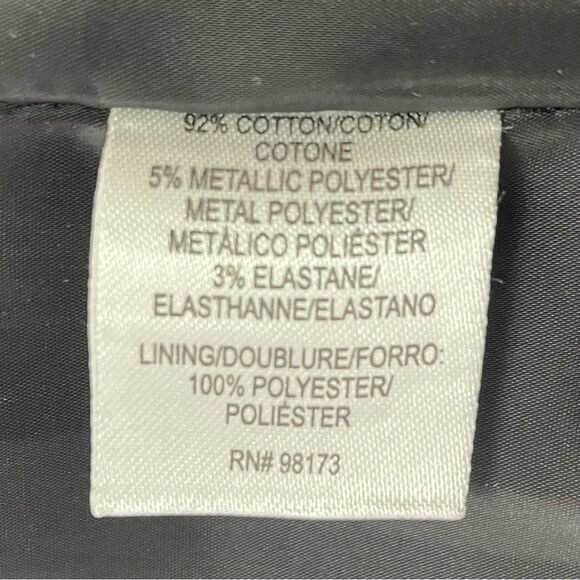 92% COTTON/COTON/
COTONE
5% METALLIC POLYESTER/
METAL POLYESTER/
METÁLICO POLIÉSTER
3% ELASTANE/
ELASTHANNE/ELASTANO
LINING/DOUBLURE/FORRO:
100% POLYESTER/
POLIÉSTER
RN# 98173